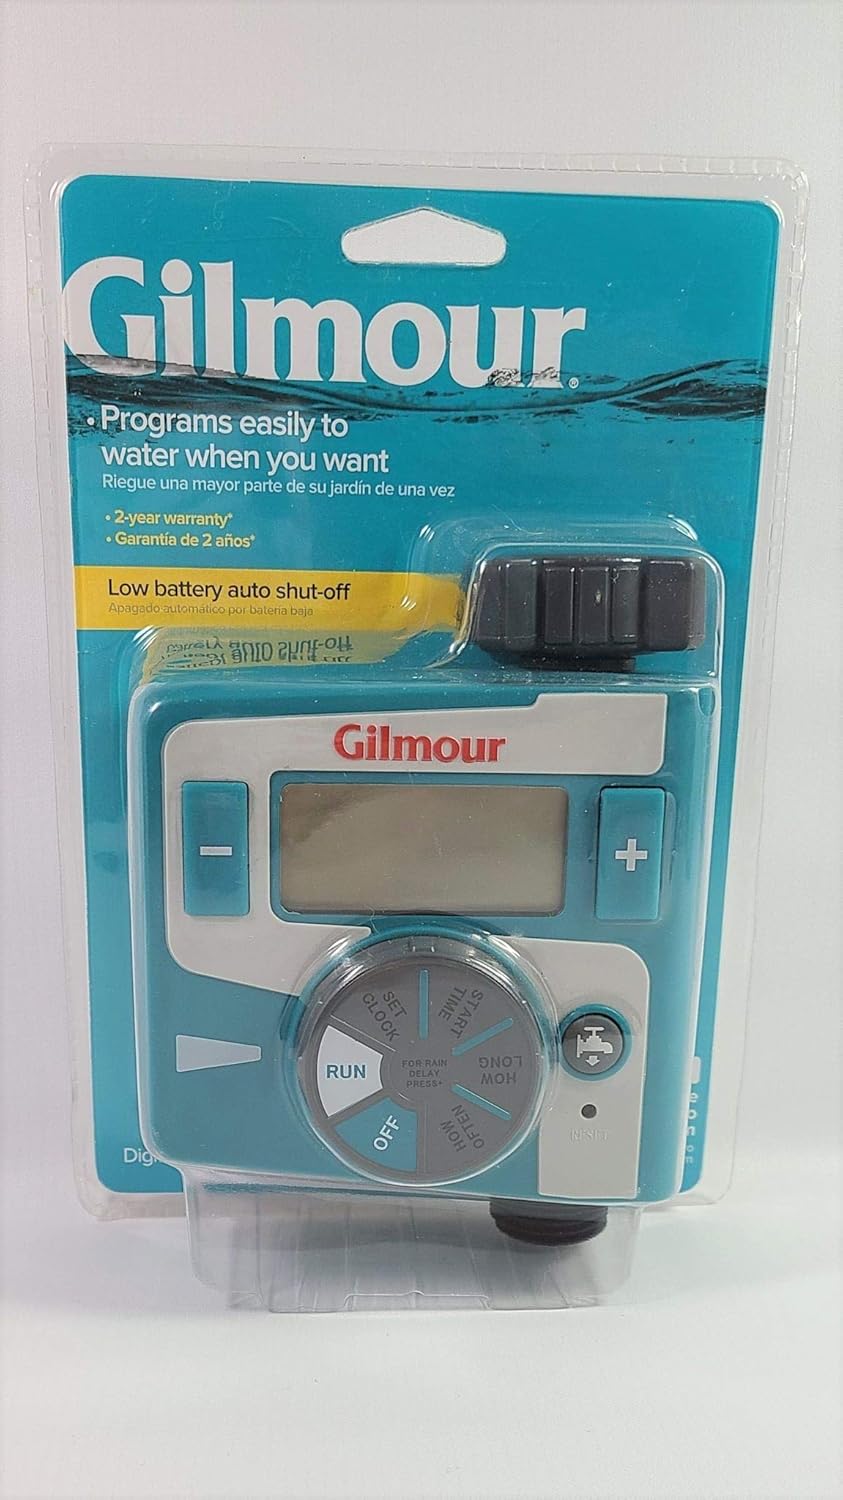 Gilmour®
• Programs easily to
water when you want
Riegue una mayor parte de su jardín de una vez
• 2-year warranty*
• Garantía de 2 años*
Low battery auto shut-off
Apagado automático por batería baja
Gilmour
-
+
SET
CLOCK
START
TIME
HOW
LONG
HOW
OFTEN
OFF
RUN
FOR RAIN
DELAY
PRESS+
RESET